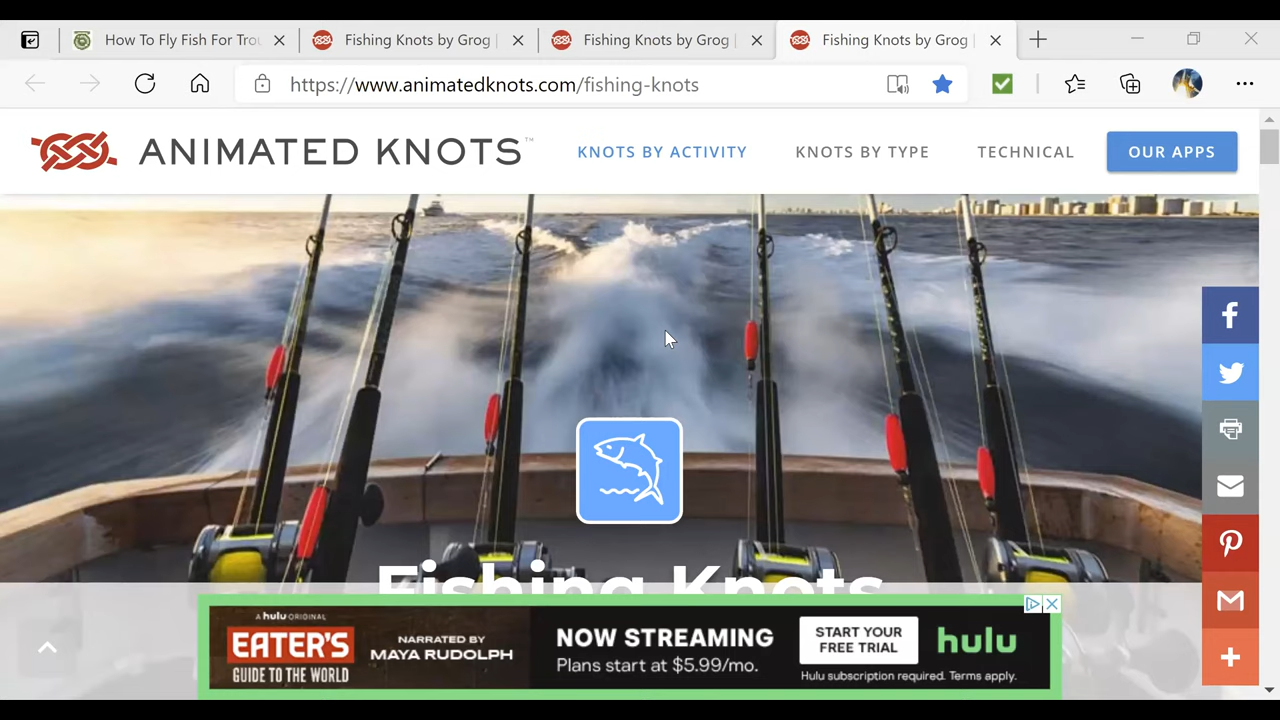 How To Fly Fish For Trou
Fishing Knots by Grog |
Fishing Knots by Grog |
Fishing Knots by Grog |
https://www.animatedknots.com/fishing-knots
ANIMATED KNOTS™
KNOTS BY ACTIVITY
KNOTS BY TYPE
TECHNICAL
OUR APPS
Fishing Knots
A hulu ORIGINAL
EATER'S
GUIDE TO THE WORLD
NARRATED BY
MAYA RUDOLPH
NOW STREAMING
Plans start at $5.99/mo.
START YOUR
FREE TRIAL
hulu
Hulu subscription required. Terms apply.